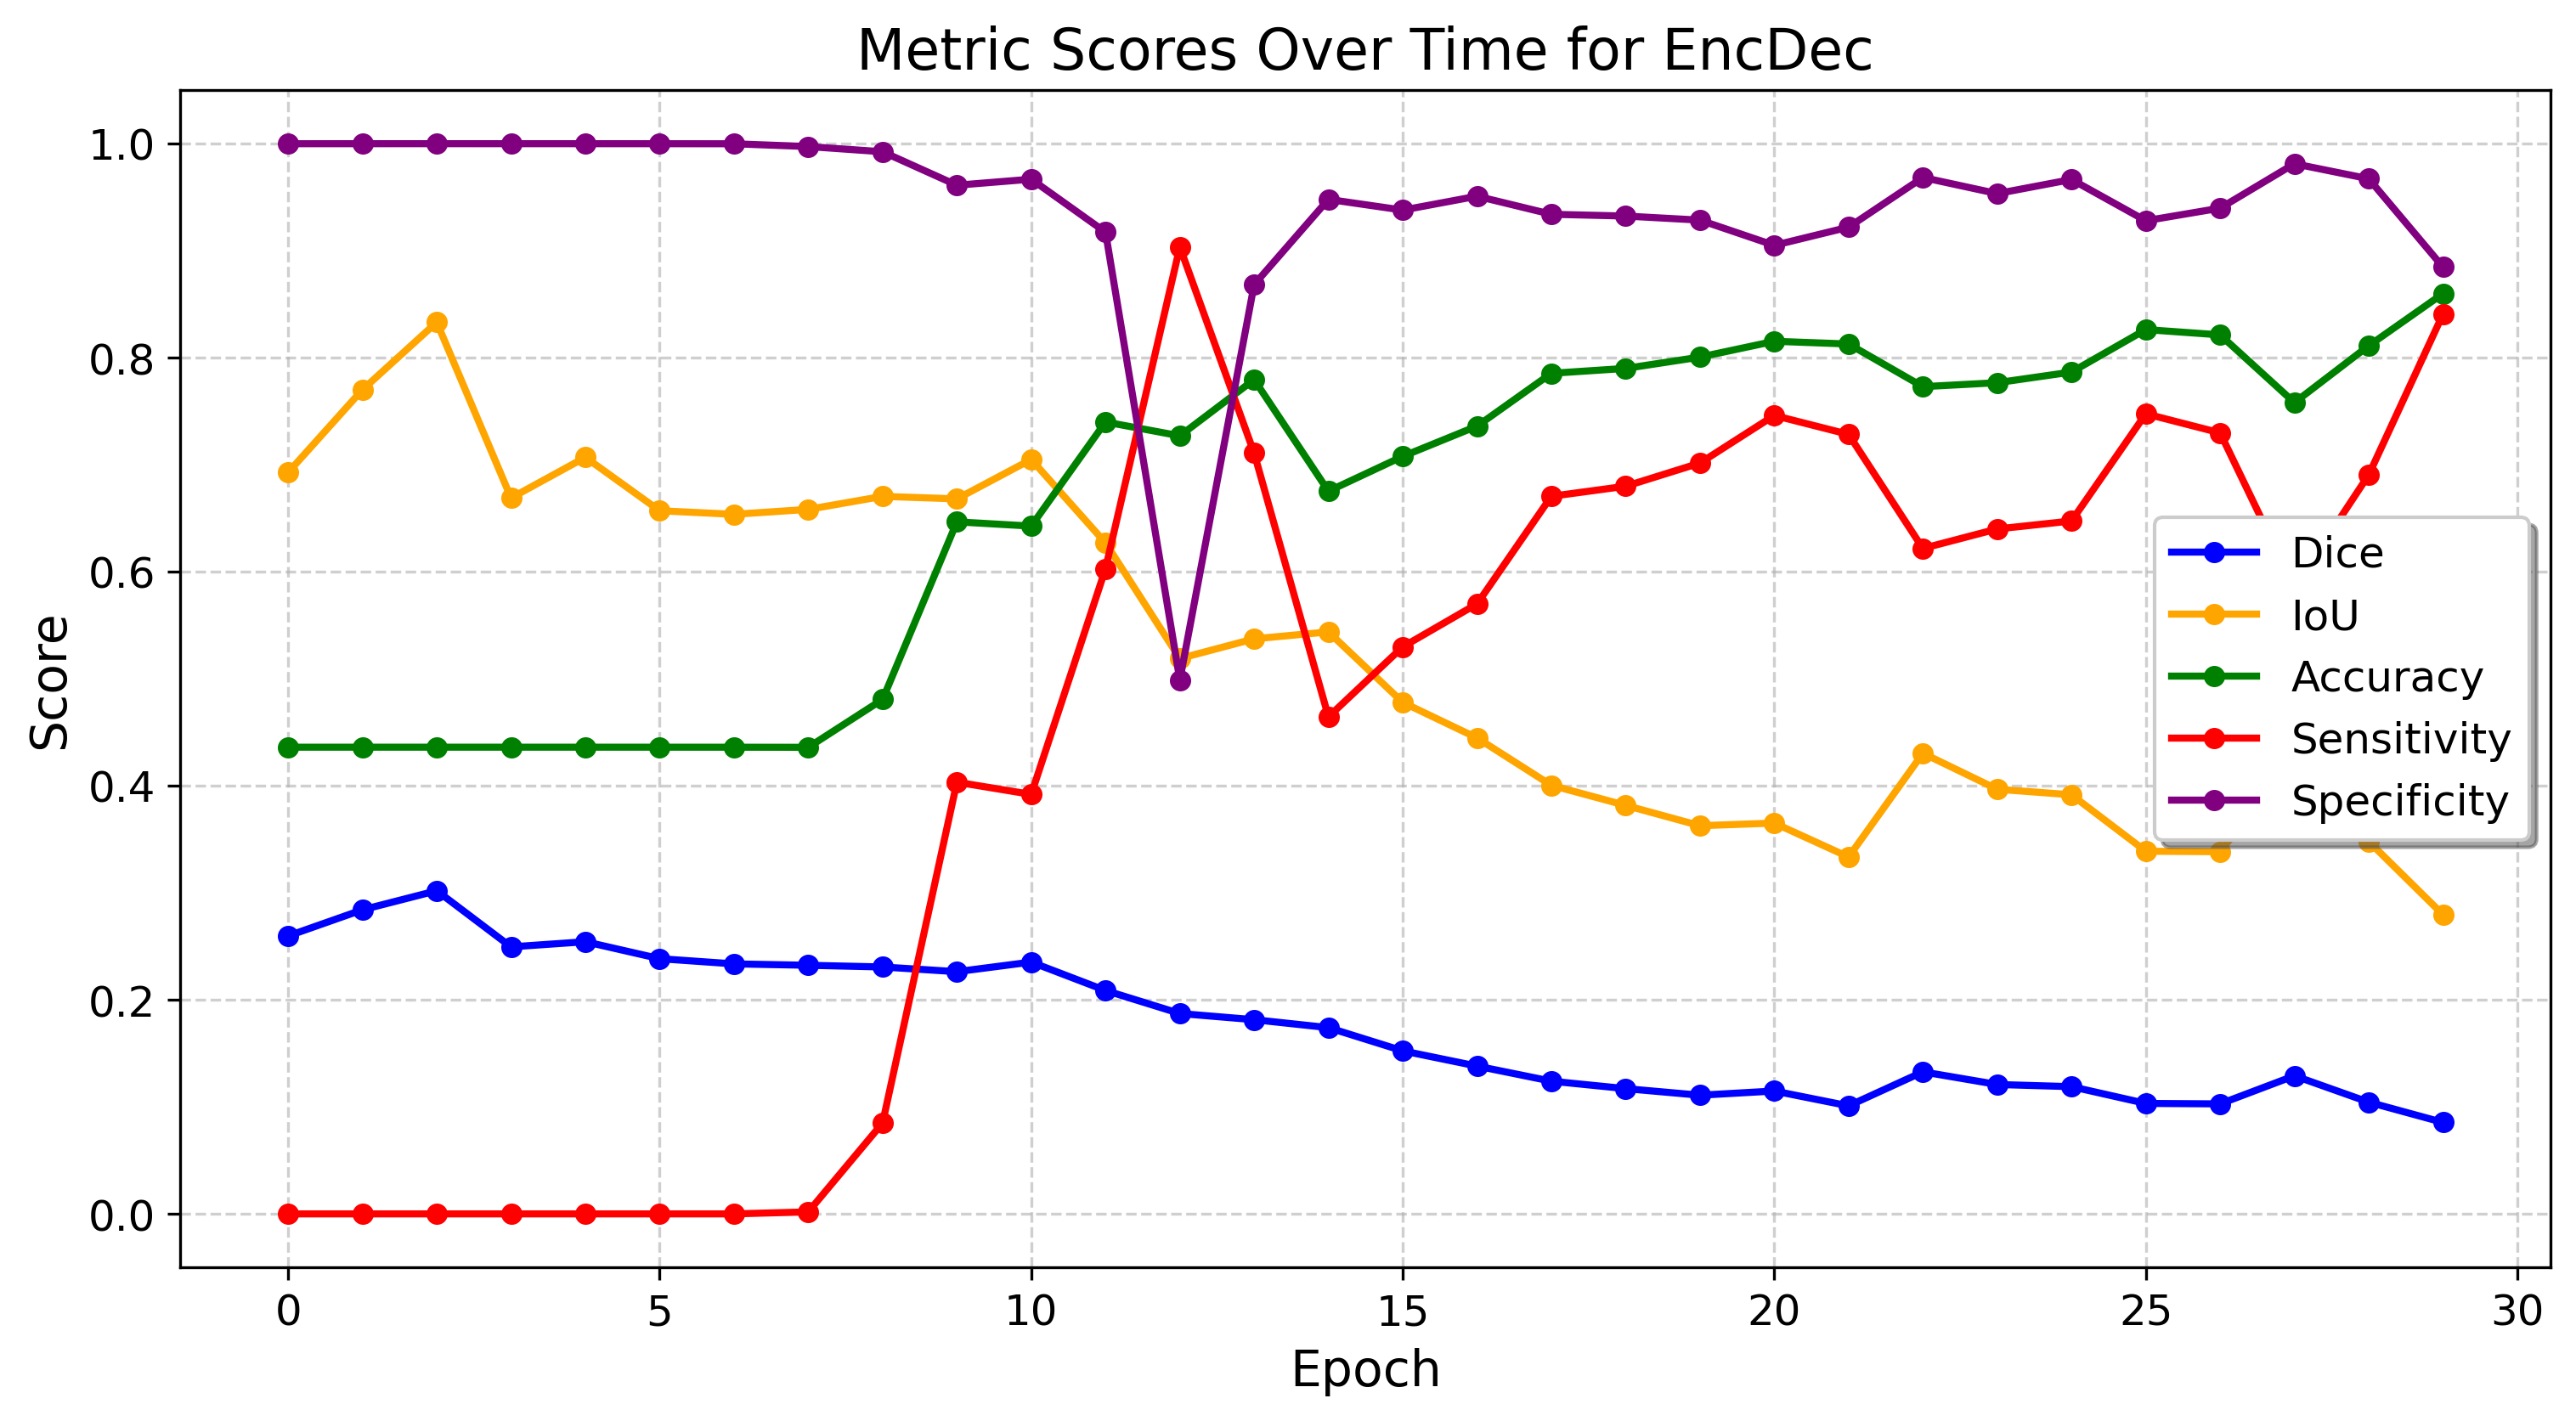 Metric Scores Over Time for EncDec
1.0
0.8
0.6
0.4
0.2
0.0
Score
Dice
IoU
Accuracy
Sensitivity
Specificity
0 5 10 15 20 25 30
Epoch